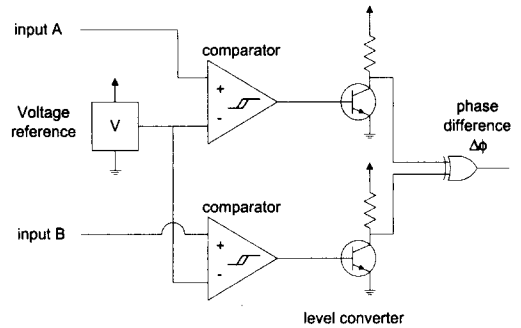 input A
comparator
+
-
Voltage
reference
V
phase
difference
Δϕ
comparator
input B
+
-
level converter